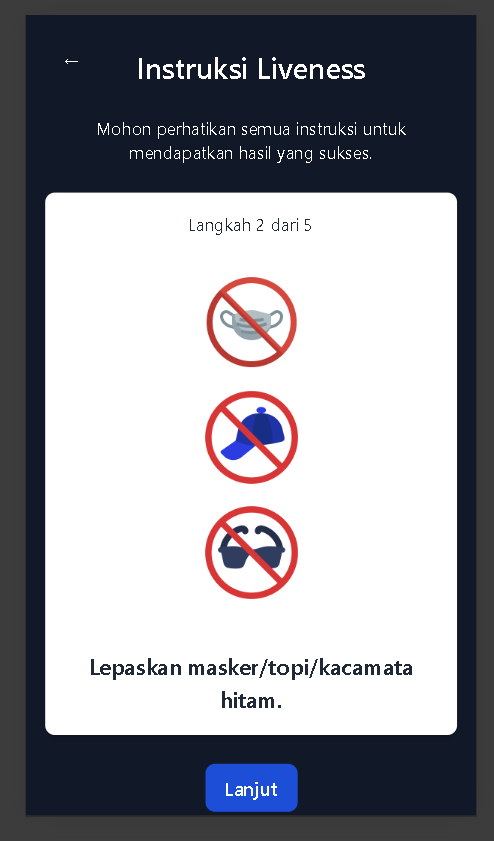 ←
Instruksi Liveness
Mohon perhatikan semua instruksi untuk
mendapatkan hasil yang sukses.
Langkah 2 dari 5
Lepaskan masker/topi/kacamata
hitam.
Lanjut